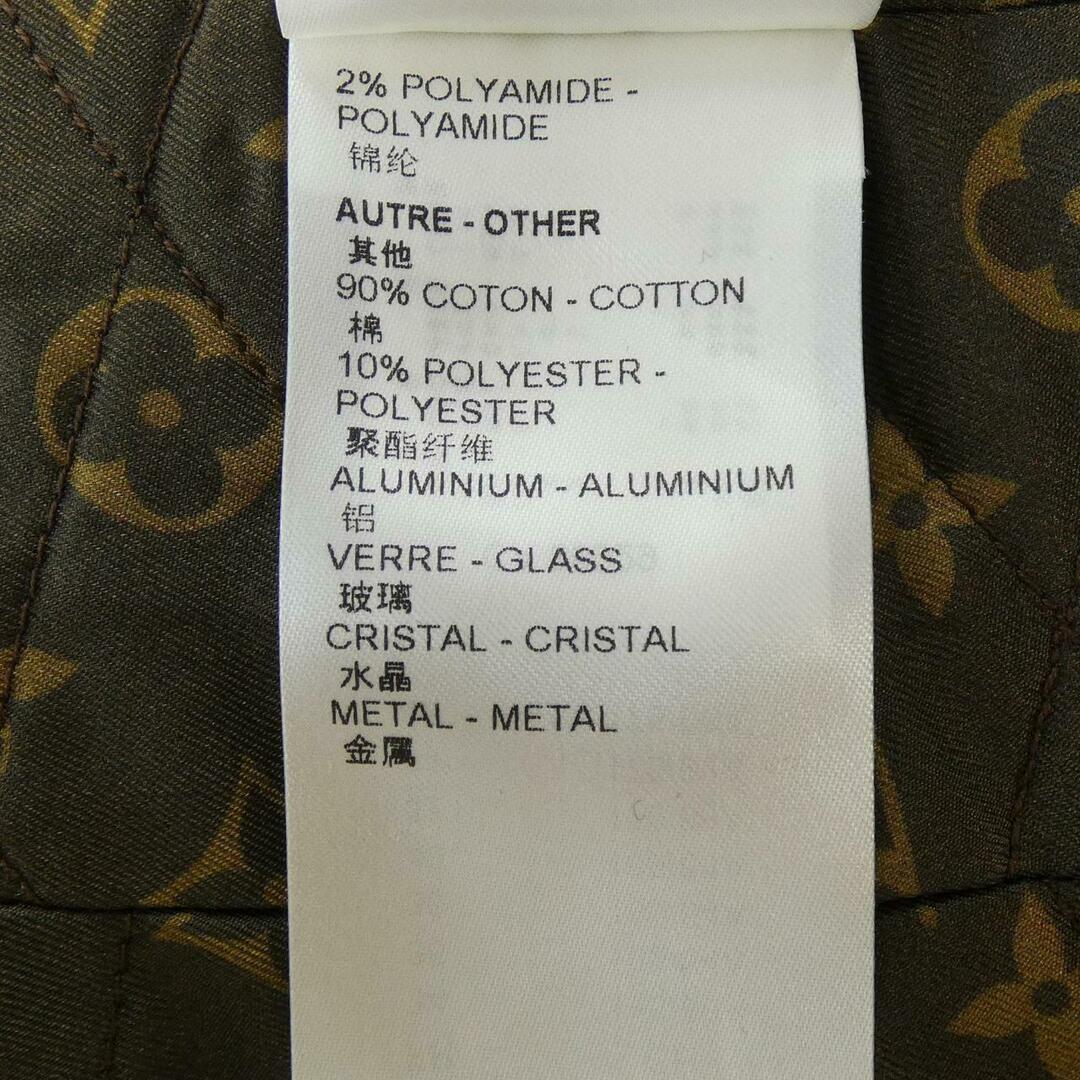 2% POLYAMIDE -
POLYAMIDE
锦纶
AUTRE - OTHER
其他
90% COTON - COTTON
棉
10% POLYESTER -
POLYESTER
聚酯纤维
ALUMINIUM - ALUMINIUM
铝
VERRE - GLASS
玻璃
CRISTAL - CRISTAL
水晶
METAL - METAL
金属